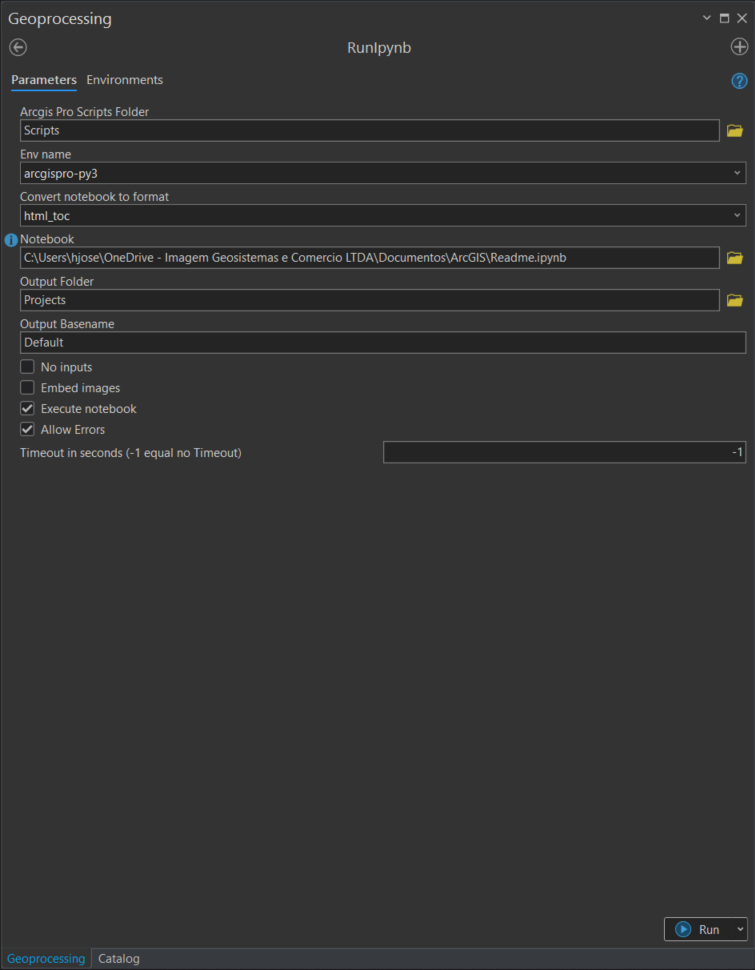 Geoprocessing
RunIpynb
Parameters Environments
Arcgis Pro Scripts Folder
Scripts
Env name
arcgispro-py3
Convert notebook to format
html_toc
Notebook
C:\Users\hjose\OneDrive - Imagem Geosistemas e Comercio LTDA\Documentos\ArcGIS\Readme.ipynb
Output Folder
Projects
Output Basename
Default
No inputs
Embed images
Execute notebook
Allow Errors
Timeout in seconds (-1 equal no Timeout) -1
Run
Geoprocessing Catalog